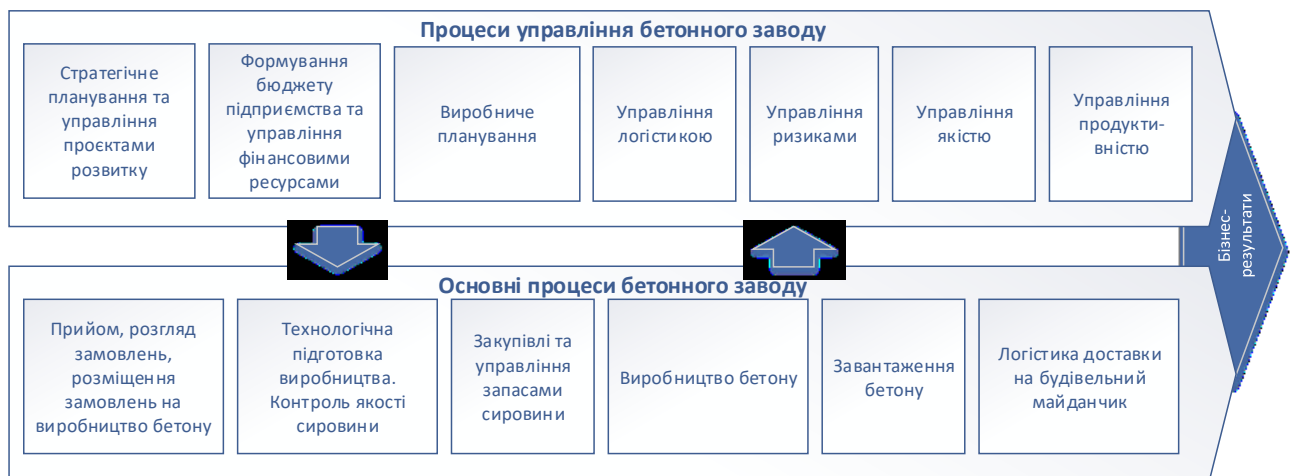 Процеси управління бетонного заводу
Стратегічне
планування та
управління
проєктами
розвитку
Формування
бюджету
підприємства та
управління
фінансовими
ресурсами
Виробниче
планування
Управління
логістикою
Управління
ризиками
Управління
якістю
Управління
продукти-
вністю
Бізнес-
результати
Основні процеси бетонного заводу
Прийом, розгляд
замовлень,
розміщення
замовлень на
виробництво бетону
Технологічна
підготовка
виробництва.
Контроль якості
сировини
Закупівлі та
управління
запасами
сировини
Виробництво бетону
Завантаження
бетону
Логістика доставки
на будівельний
майданчик